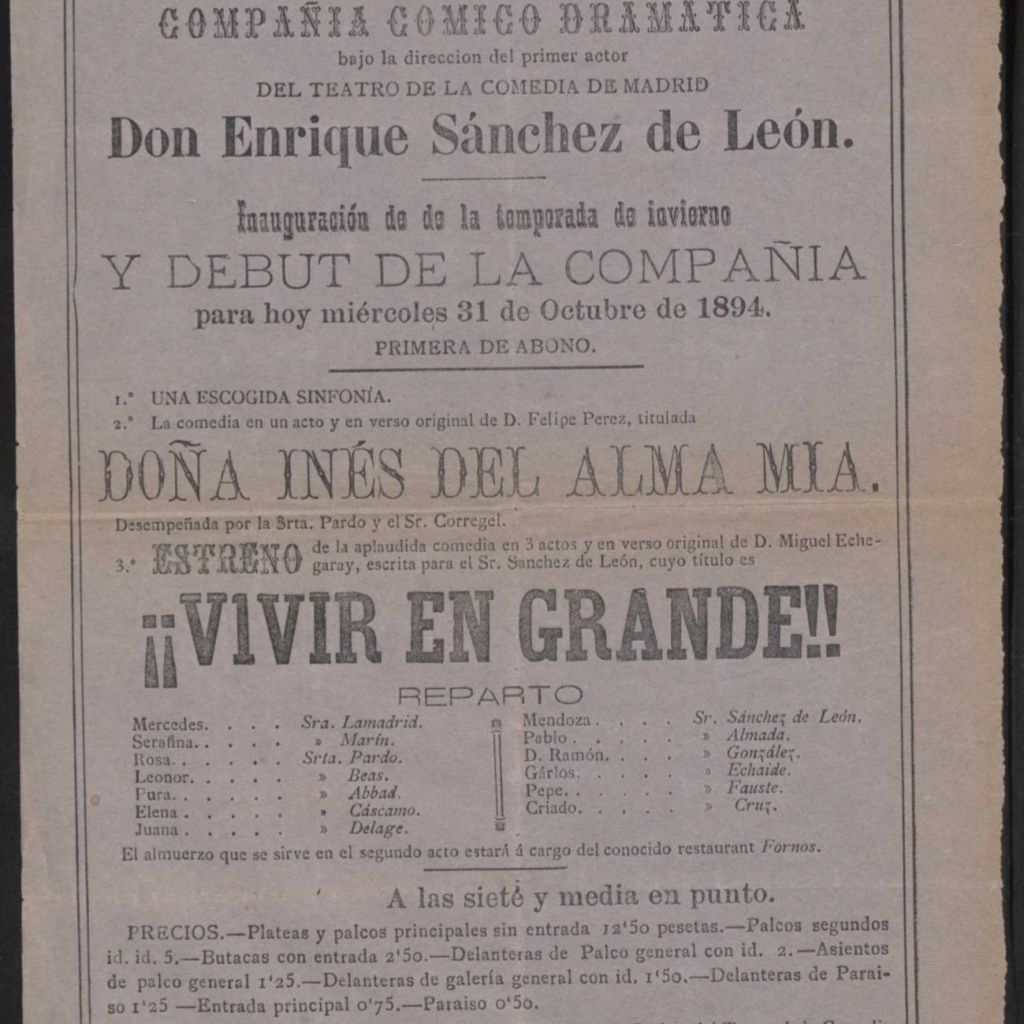 COMPAÑIA COMICO DRAMATICA
bajo la direccion del primer actor
DEL TEATRO DE LA COMEDIA DE MADRID
Don Enrique Sánchez de León.
Inauguración de de la temporada de invierno
Y DEBUT DE LA COMPAÑIA
para hoy miércoles 31 de Octubre de 1894.
PRIMERA DE ABONO.
1.° UNA ESCOGIDA SINFONÍA.
2.° La comedia en un acto y en verso original de D. Felipe Perez, titulada
DOÑA INÉS DEL ALMA MIA.
Desempeñada por la Srta. Pardo y el Sr. Corregel.
3.° ESTRENO de la aplaudida comedia en 3 actos y en verso original de D. Miguel Eche-
garay, escrita para el Sr. Sanchez de León, cuyo título es
¡¡VIVIR EN GRANDE!!
REPARTO
Mercedes. . . . Sra. Lamadrid.
Serafina. . . . . » Marín.
Rosa. . . . . . Srta. Pardo.
Leonor. . . . . » Beas.
Pura. . . . . . » Abbad.
Elena . . . . . » Cáscamo.
Juana . . . . . » Delage.
Mendoza . . . . Sr. Sánchez de León.
Pablo . . . . . » Almada.
D. Ramón. . . . » González.
Cárlos. . . . . » Echaide.
Pepe. . . . . . » Fauste.
Criado. . . . . » Cruz.
El almuerzo que se sirve en el segundo acto estará á cargo del conocido restaurant Fornos.
A las siete y media en punto.
PRECIOS.—Plateas y palcos principales sin entrada 12'50 pesetas.—Palcos segundos
id. id. 5.—Butacas con entrada 2'50.—Delanteras de Palco general con id. 2.—Asientos
de palco general 1'25.—Delanteras de galería general con id. 1'50.—Delanteras de Parai-
so 1'25 —Entrada principal 0'75.—Paraiso 0'50.